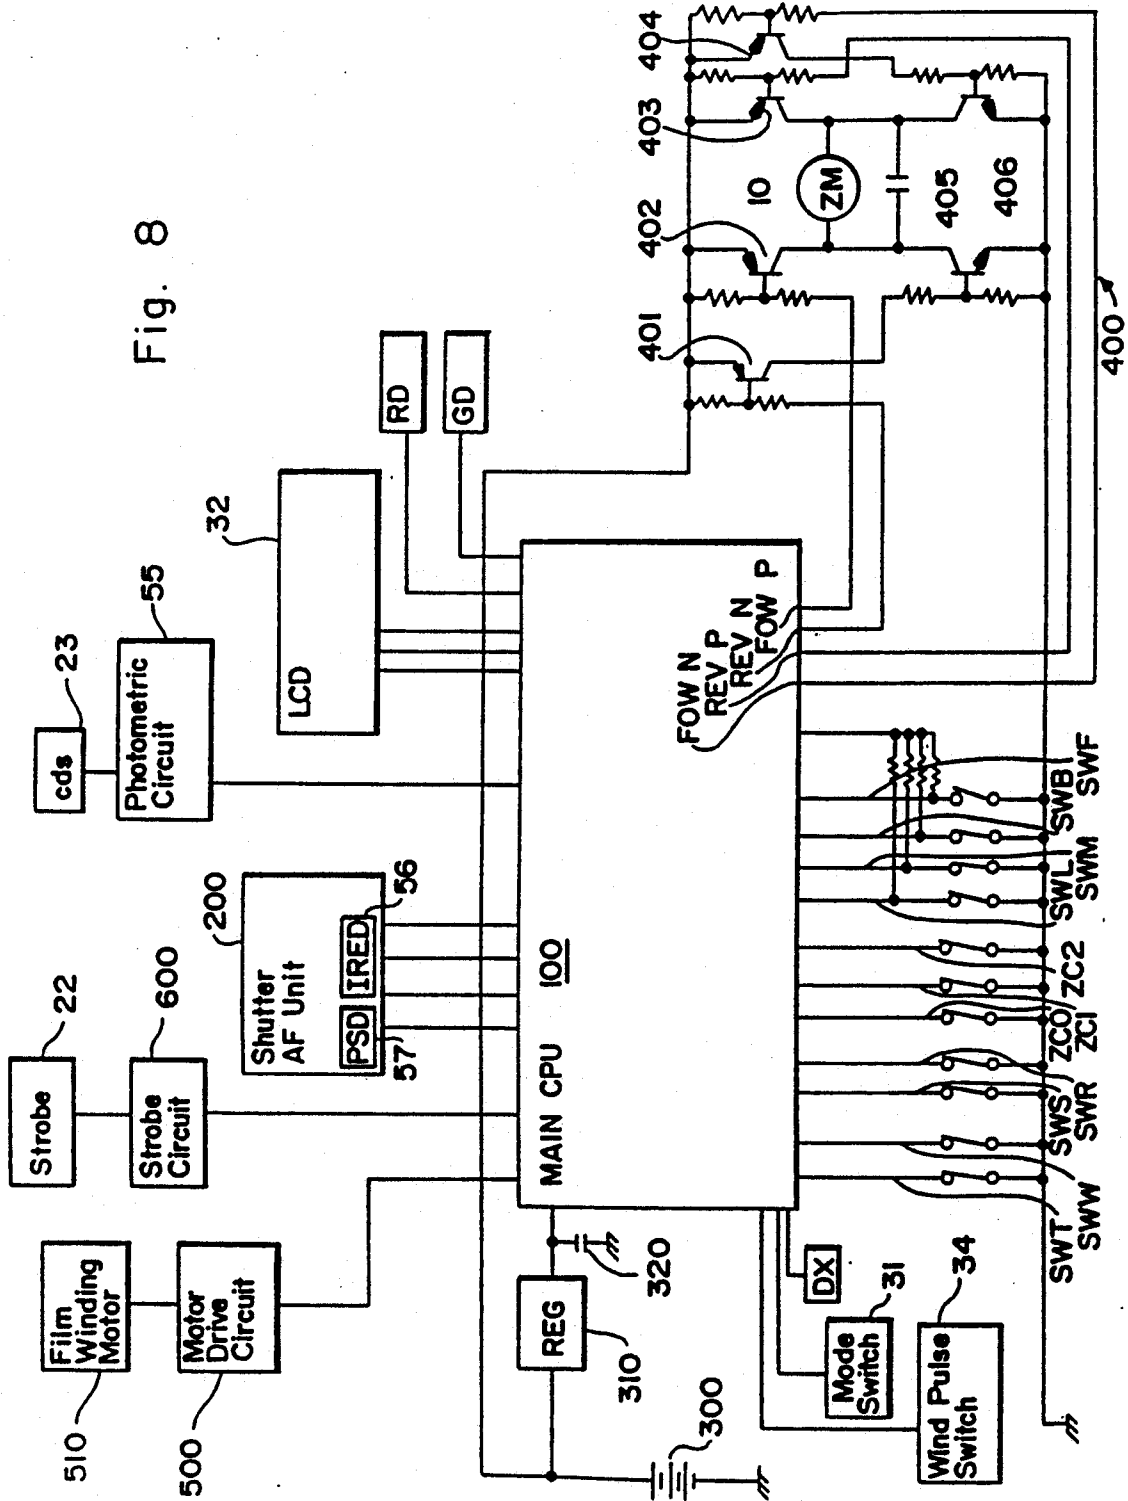 Fig. 8
510
Film
Winding
Motor
500
Motor
Drive
Circuit
22
Strobe
600
Strobe
Circuit
200
Shutter
AF Unit
PSD
IRED
57
56
23
cds
55
Photometric
Circuit
32
LCD
RD
GD
300
310
REG
320
MAIN CPU 100
FOW N
REV P
REV N
FOW P
DX
31
Mode
Switch
34
Wind Pulse
Switch
SWT
SWW
SWS
SWR
ZC0
ZC1
ZC2
SWL
SWM
SWB
SWF
401
402
403
404
10
ZM
405
406
400